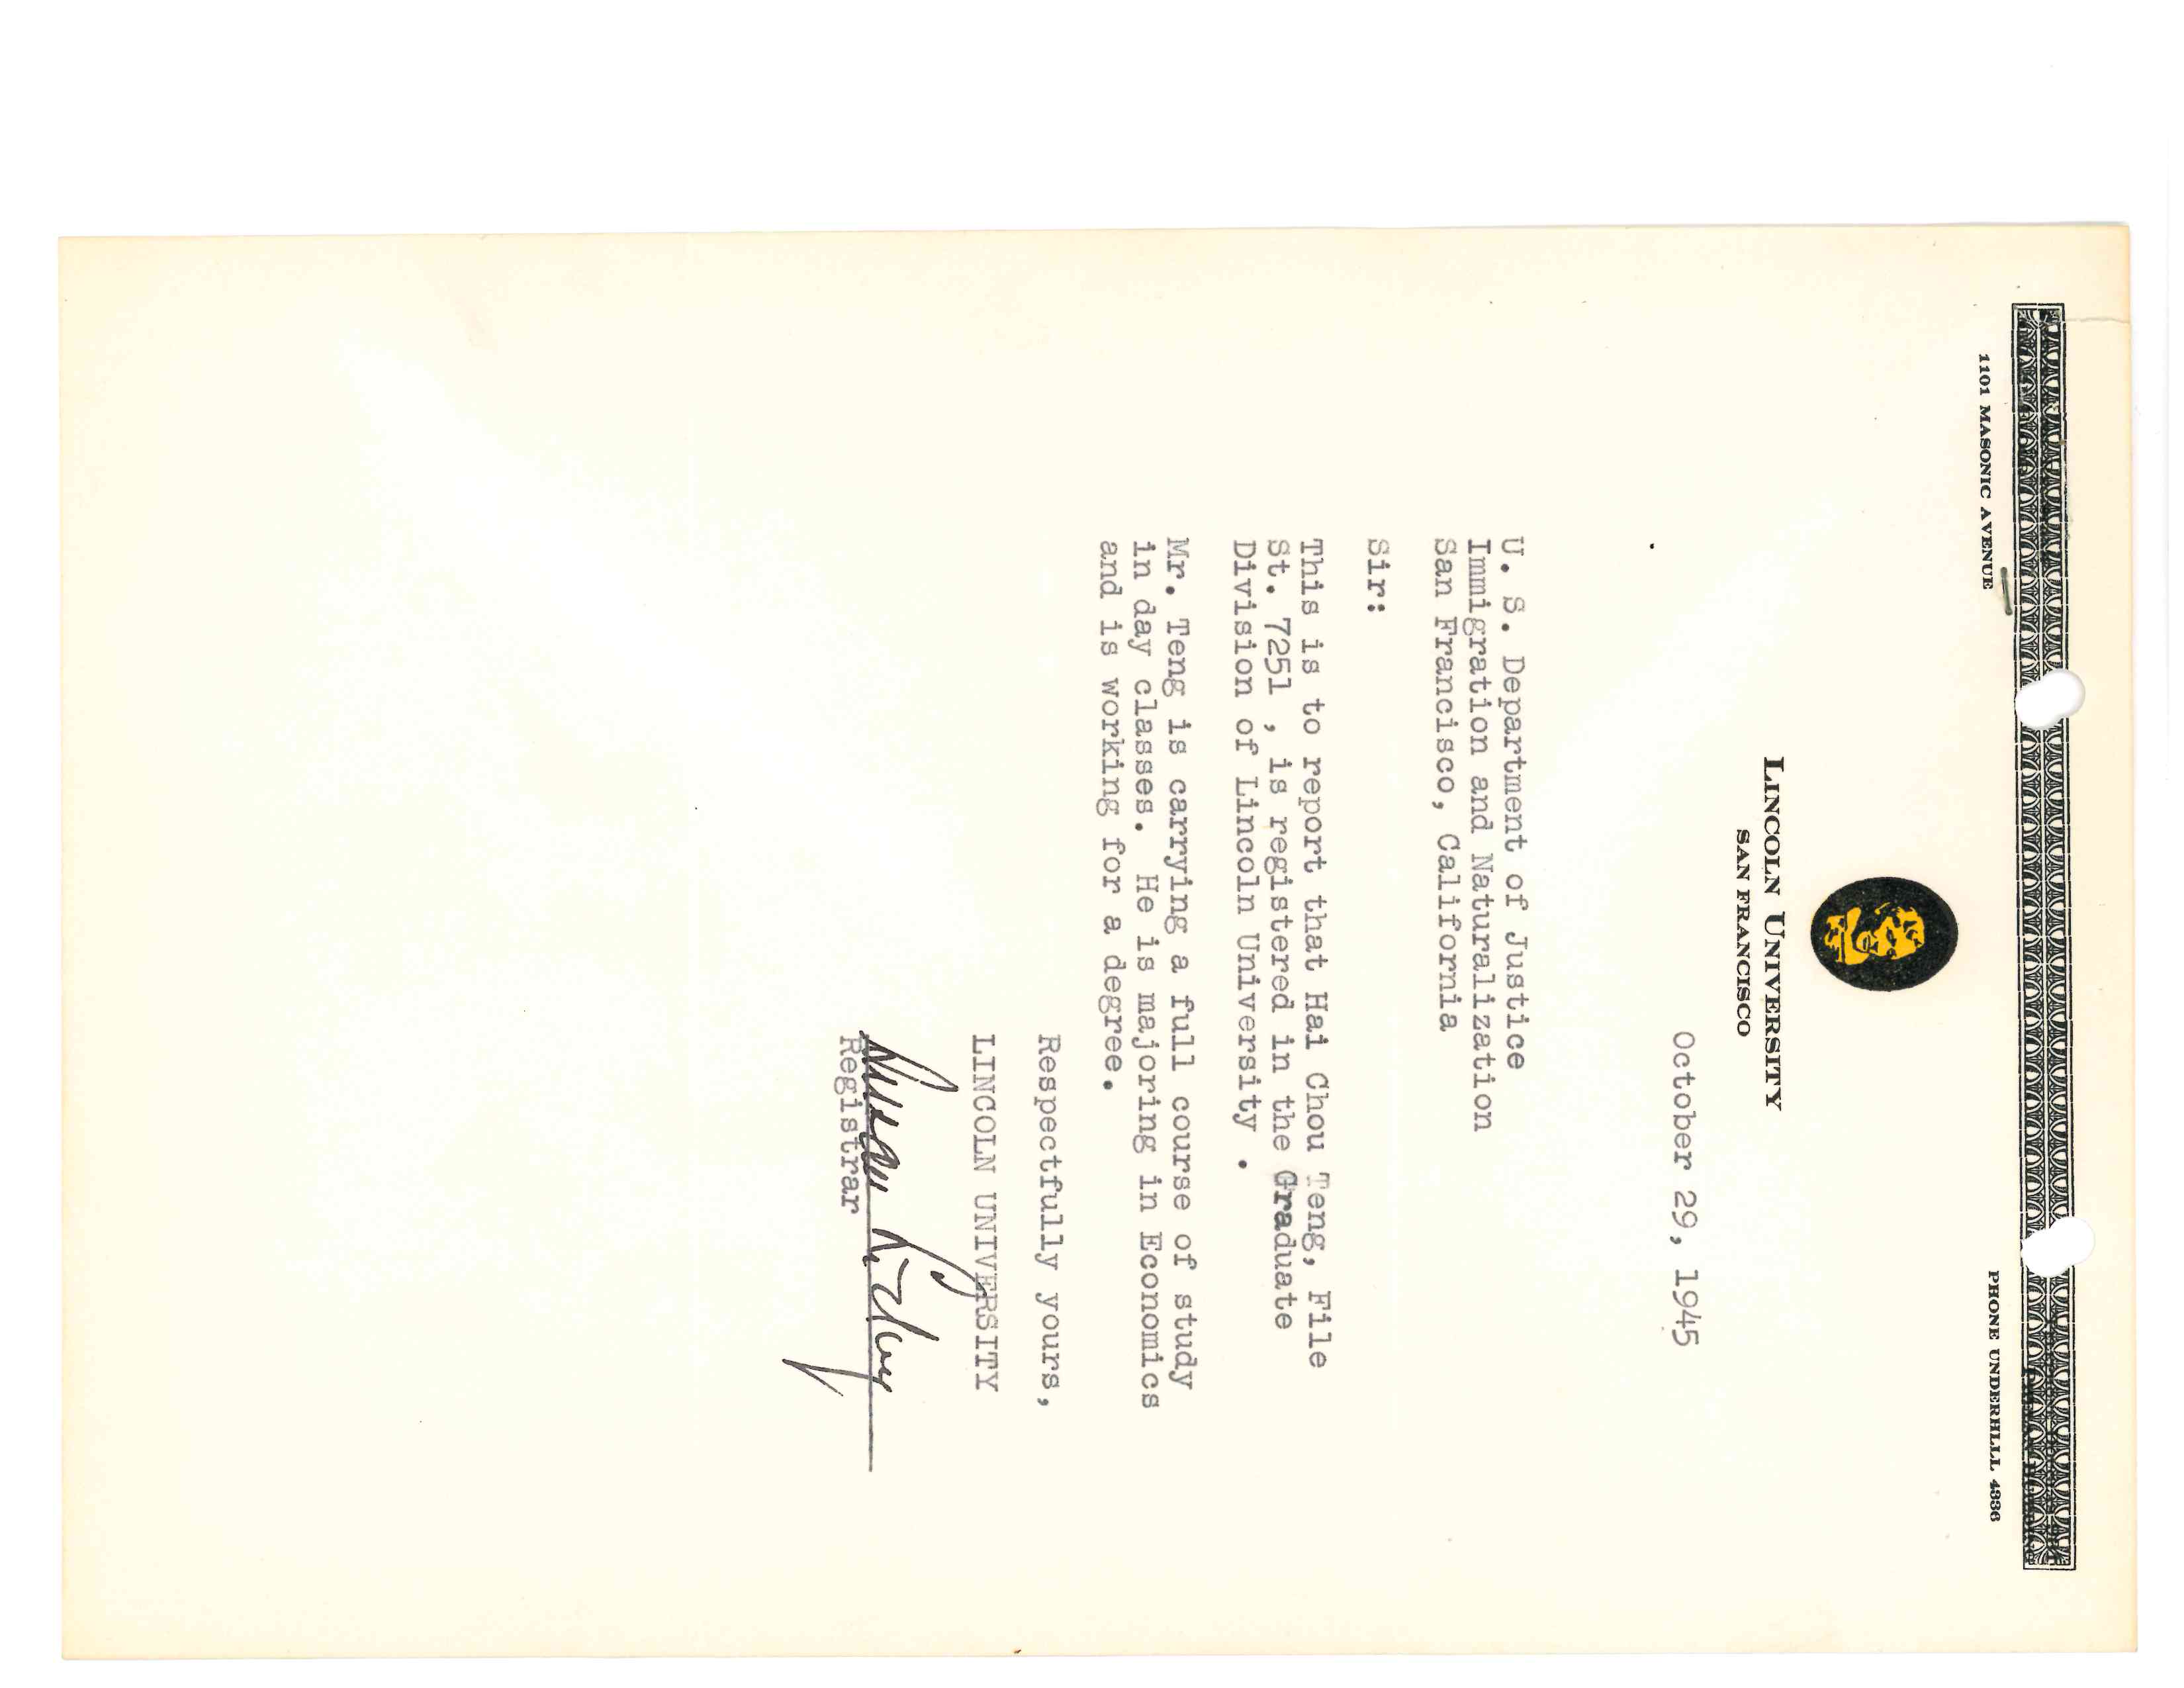 1101 MASONIC AVENUE
PHONE UNDERHLLL 4336
LINCOLN UNIVERSITY
SAN FRANCISCO
October 29, 1945
U. S. Department of Justice
Immigration and Naturalization
San Francisco, California
Sir:
This is to report that Hai Chou Teng, File
St. 7251 , is registered in the Graduate
Division of Lincoln University .
Mr. Teng is carrying a full course of study
in day classes. He is majoring in Economics
and is working for a degree.
Respectfully yours,
LINCOLN UNIVERSITY
Susan
Registrar